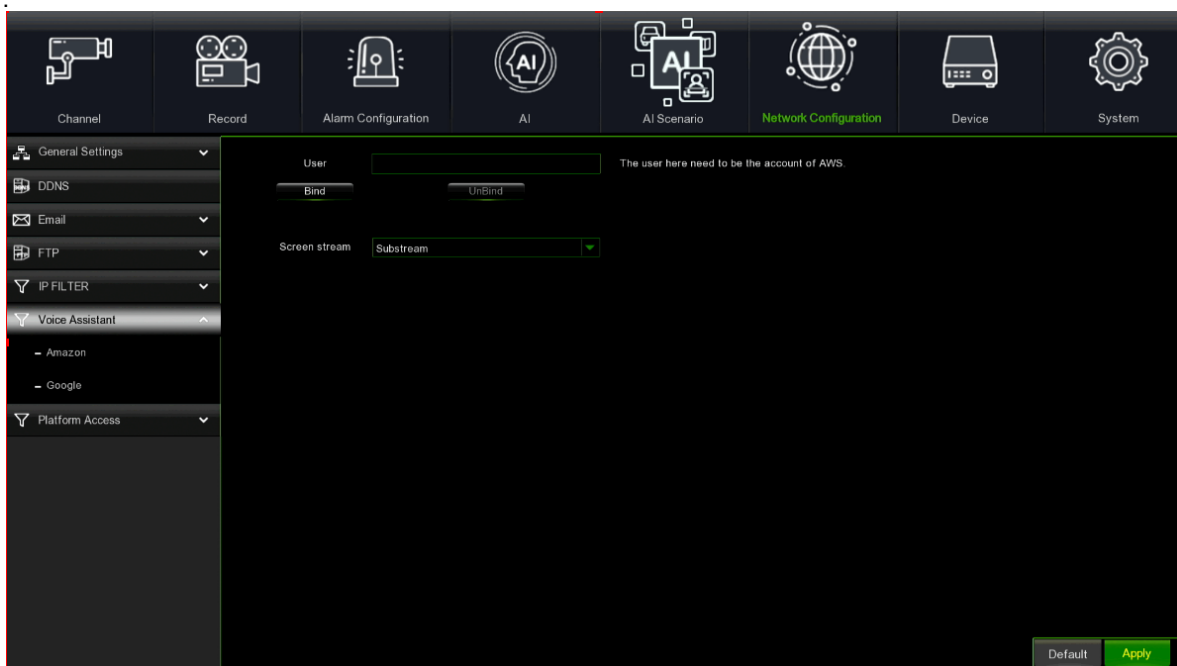 .
Channel Record Alarm Configuration AI AI Scenario Network Configuration Device System
General Settings
DDNS
Email
FTP
IP FILTER
Voice Assistant
– Amazon
– Google
Platform Access
User The user here need to be the account of AWS.
Bind UnBind
Screen stream Substream
Default Apply